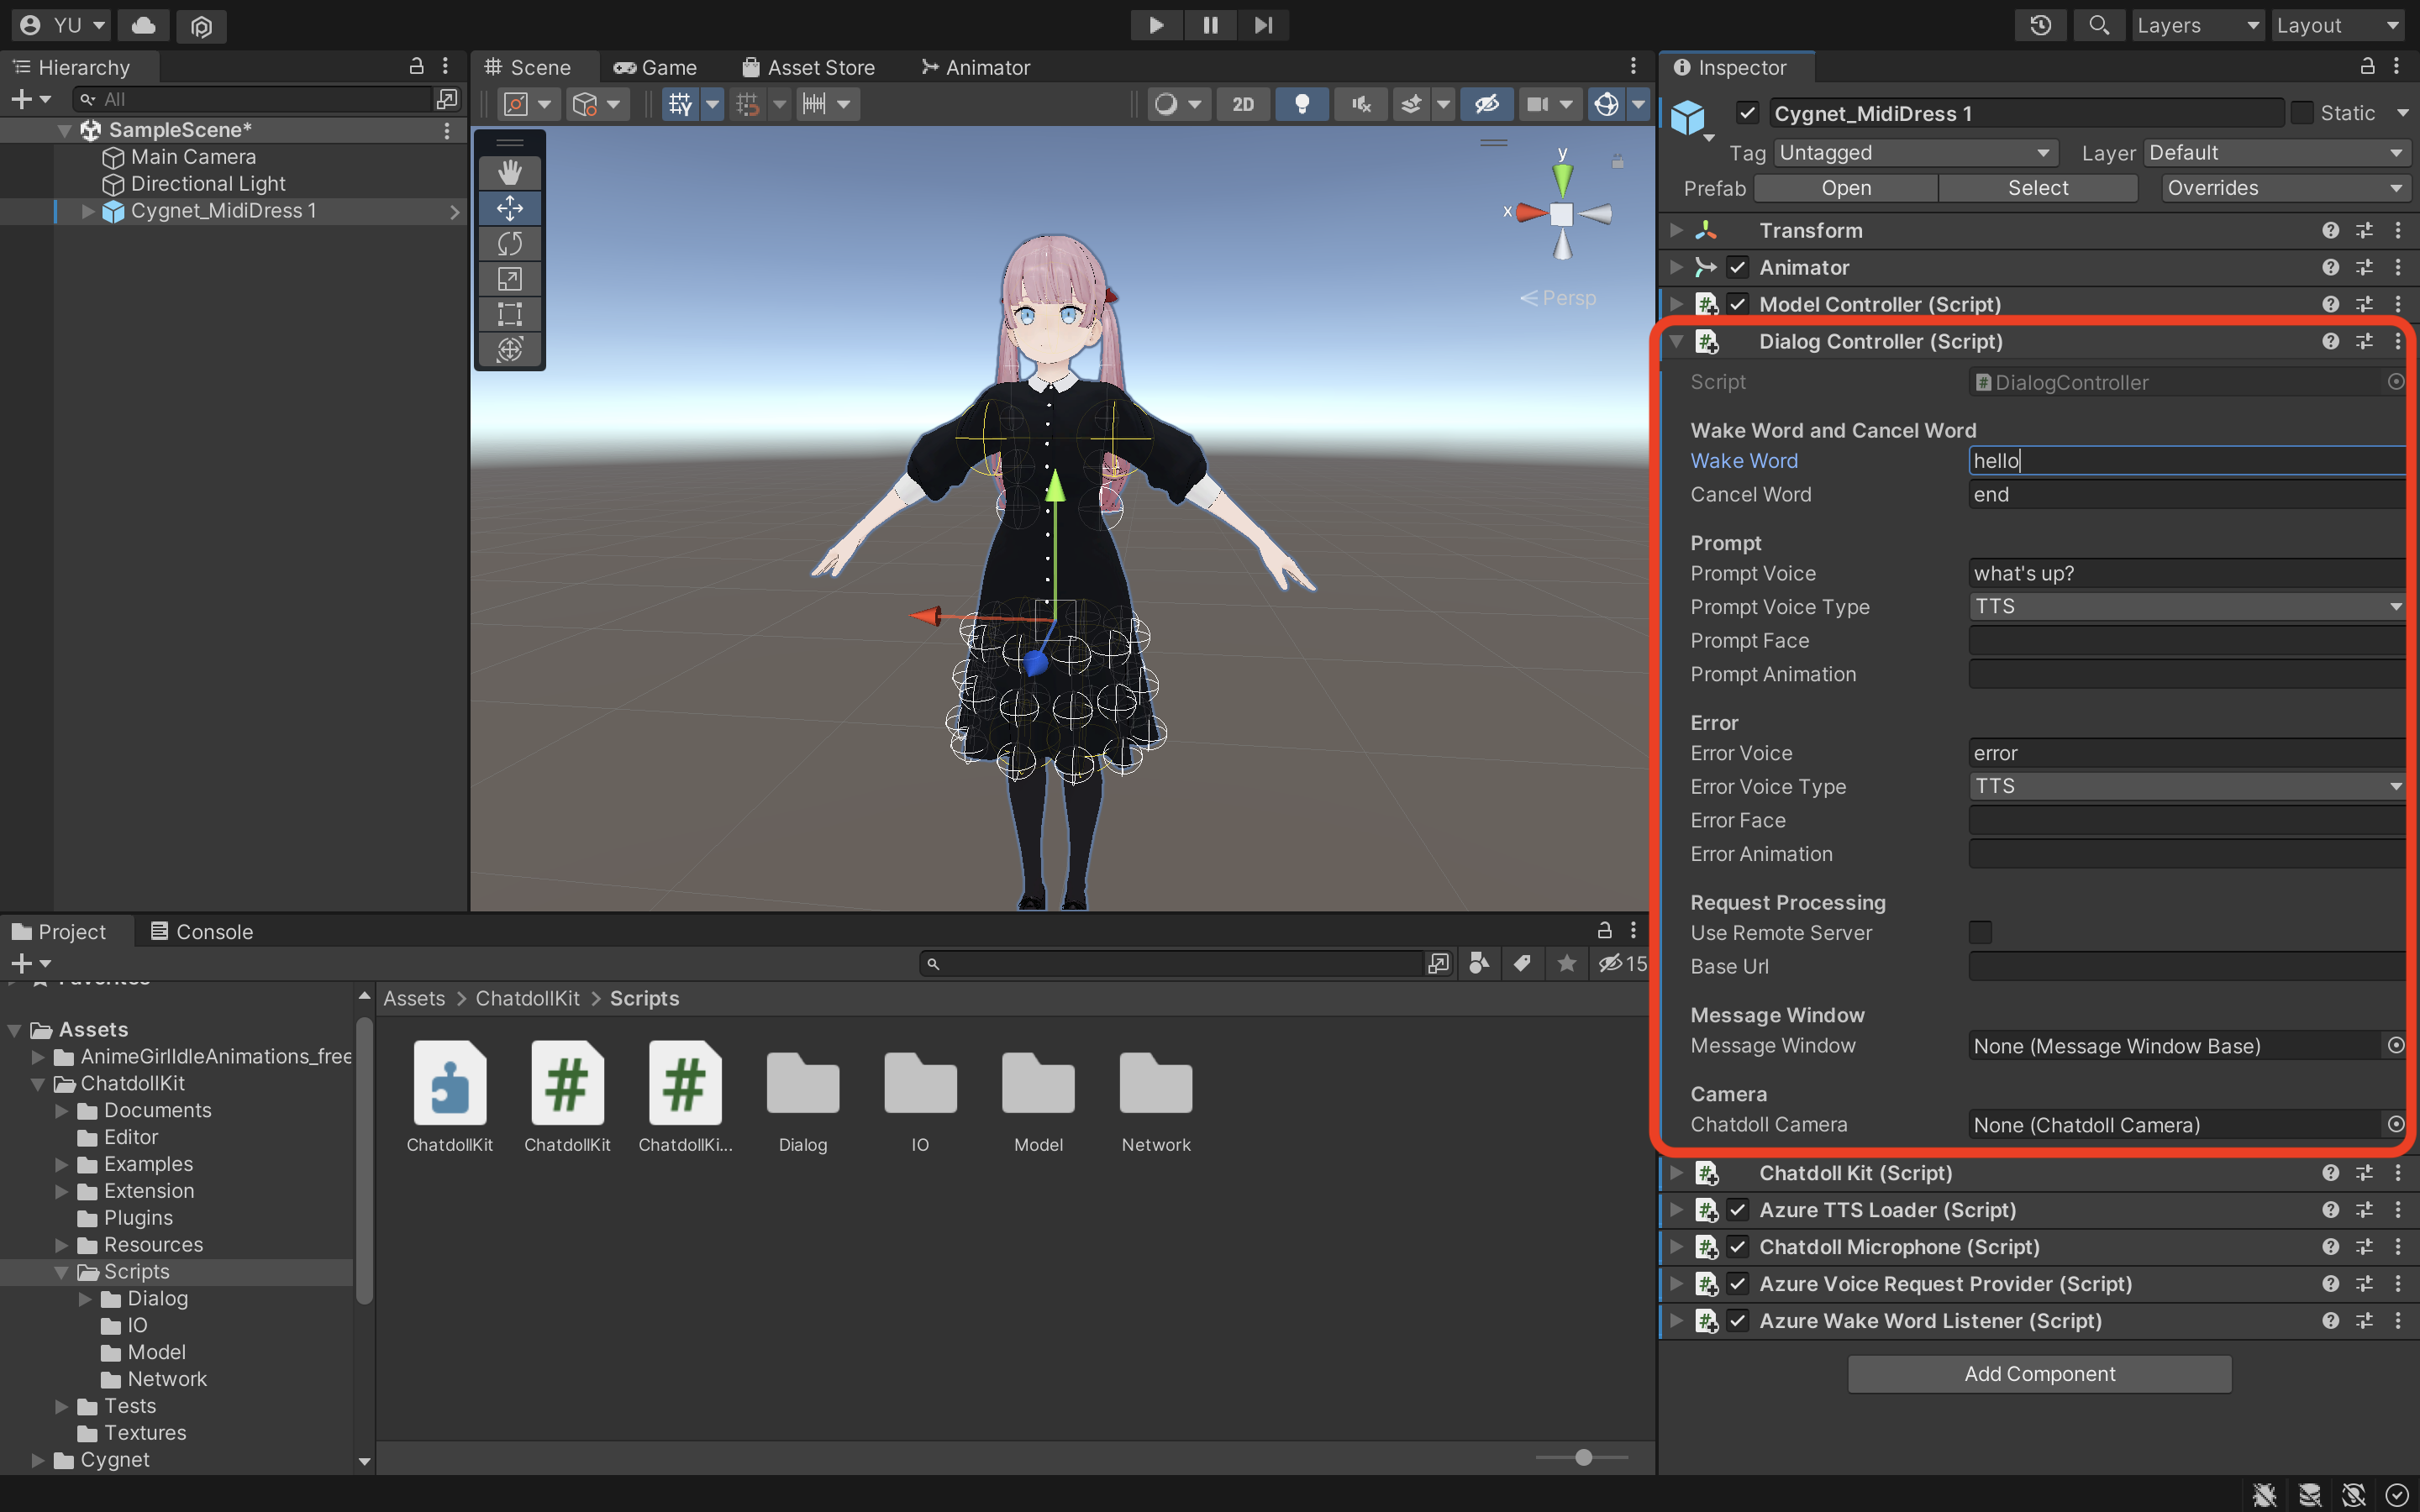 YU
Layers
Layout
Hierarchy
All
SampleScene*
Main Camera
Directional Light
Cygnet_MidiDress 1
Scene
Game
Asset Store
Animator
2D
y
x
Persp
Inspector
Cygnet_MidiDress 1
Static
Tag
Untagged
Layer
Default
Prefab
Open
Select
Overrides
Transform
Animator
Model Controller (Script)
Dialog Controller (Script)
Script
DialogController
Wake Word and Cancel Word
Wake Word
hello
Cancel Word
end
Prompt
Prompt Voice
what's up?
Prompt Voice Type
TTS
Prompt Face
Prompt Animation
Error
Error Voice
error
Error Voice Type
TTS
Error Face
Error Animation
Request Processing
Use Remote Server
Base Url
Message Window
Message Window
None (Message Window Base)
Camera
Chatdoll Camera
None (Chatdoll Camera)
Chatdoll Kit (Script)
Azure TTS Loader (Script)
Chatdoll Microphone (Script)
Azure Voice Request Provider (Script)
Azure Wake Word Listener (Script)
Add Component
Project
Console
15
Assets
AnimeGirlIdleAnimations_free
ChatdollKit
Documents
Editor
Examples
Extension
Plugins
Resources
Scripts
Dialog
IO
Model
Network
Tests
Textures
Cygnet
Assets > ChatdollKit > Scripts
ChatdollKit
ChatdollKit
ChatdollKi...
Dialog
IO
Model
Network